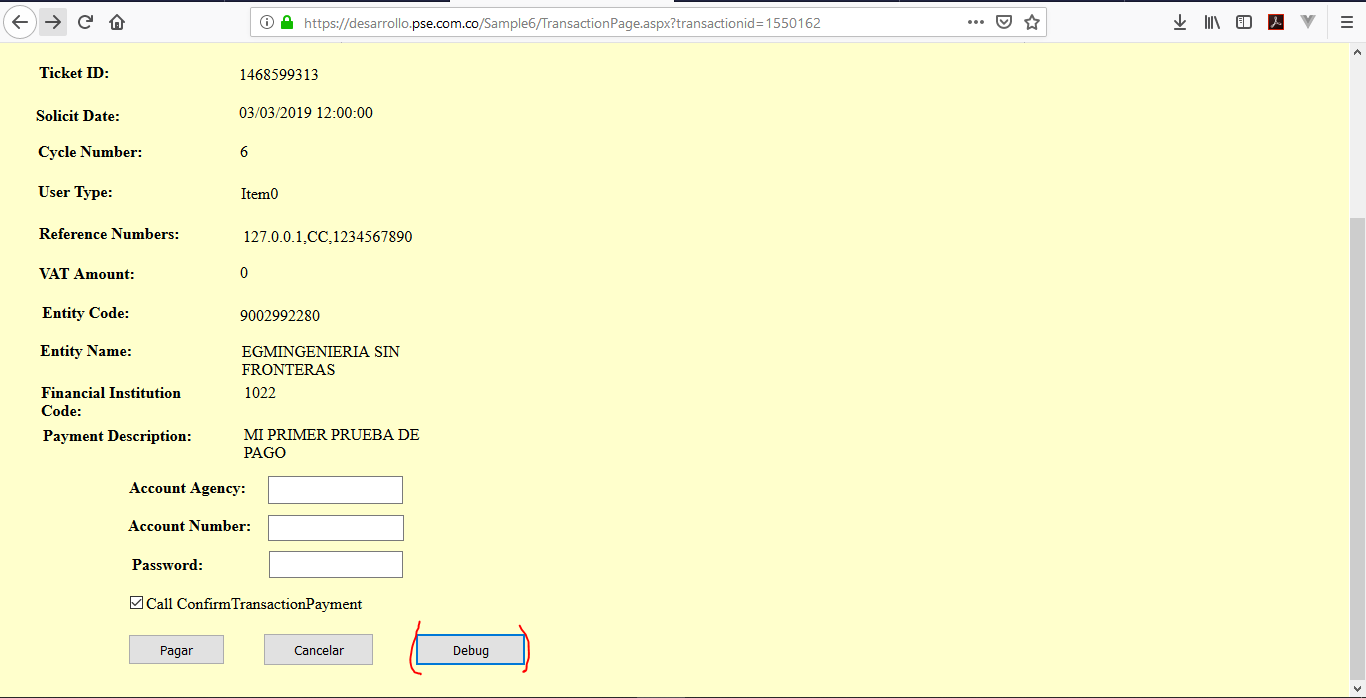 https://desarrollo.pse.com.co/Sample6/TransactionPage.aspx?transactionid=1550162
Ticket ID: 1468599313
Solicit Date: 03/03/2019 12:00:00
Cycle Number: 6
User Type: Item0
Reference Numbers: 127.0.0.1,CC,1234567890
VAT Amount: 0
Entity Code: 9002992280
Entity Name: EGMINGENIERIA SIN
FRONTERAS
Financial Institution 1022
Code:
Payment Description: MI PRIMER PRUEBA DE
PAGO
Account Agency:
Account Number:
Password:
Call ConfirmTransactionPayment
Pagar Cancelar Debug